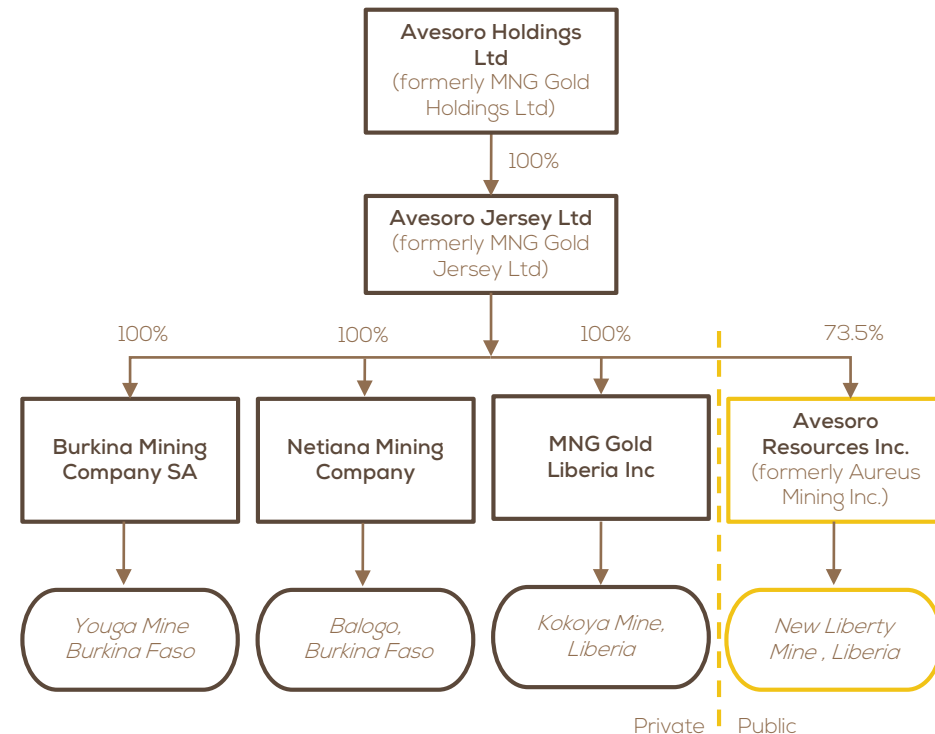 Avesoro Holdings
Ltd
(formerly MNG Gold
Holdings Ltd)
100%
Avesoro Jersey Ltd
(formerly MNG Gold
Jersey Ltd)
100%
100%
100%
73.5%
Burkina Mining
Company SA
Netiana Mining
Company
MNG Gold
Liberia Inc
Avesoro
Resources Inc.
(formerly Aureus
Mining Inc.)
Youga Mine
Burkina Faso
Balogo,
Burkina Faso
Kokoya Mine,
Liberia
New Liberty
Mine , Liberia
Private
Public